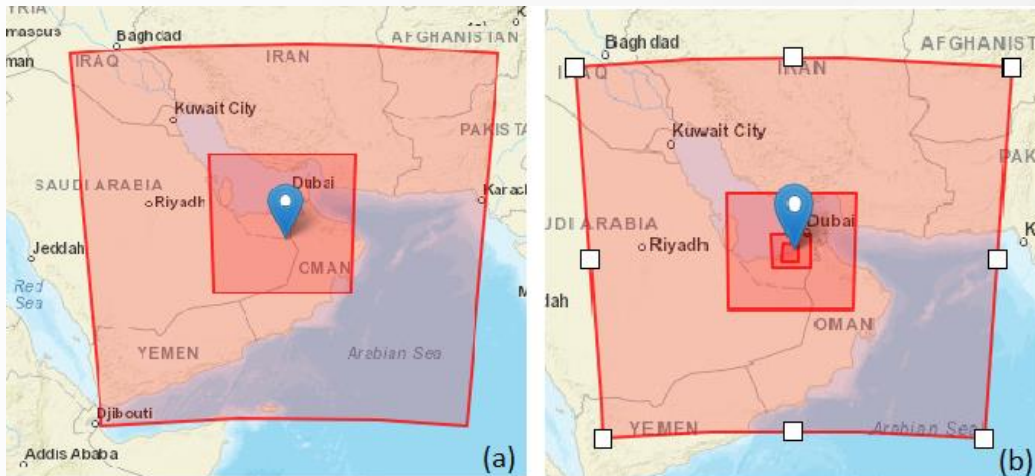 Baghdad
AFGHANISTAN
IRAQ
IRAN
Kuwait City
PAKISTA
SAUDI ARABIA
Dubai
Riyadh
Karach
Jeddah
OMAN
Red
Sea
YEMEN
Arabian Sea
Djibouti
Addis Ababa
(a)
Baghdad
AFGHANIST
IRAQ
IRAN
Kuwait City
PAK
UDI ARABIA
Dubai
Riyadh
K
dah
OMAN
YEMEN
Arabian Sea
(b)